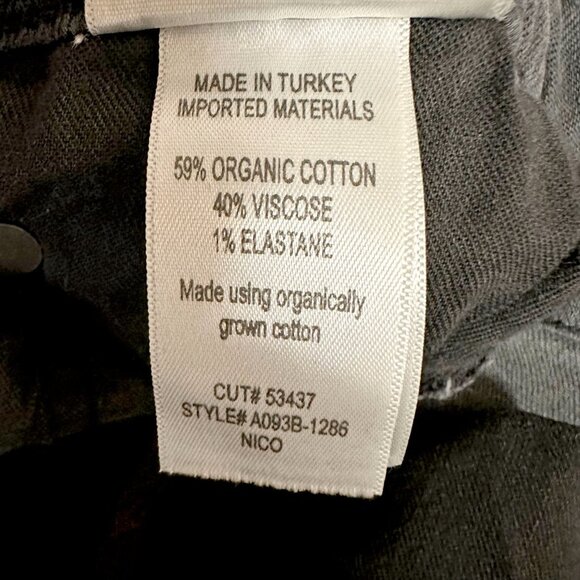 MADE IN TURKEY
IMPORTED MATERIALS
59% ORGANIC COTTON
40% VISCOSE
1% ELASTANE
Made using organically
grown cotton
CUT# 53437
STYLE# A093B-1286
NICO